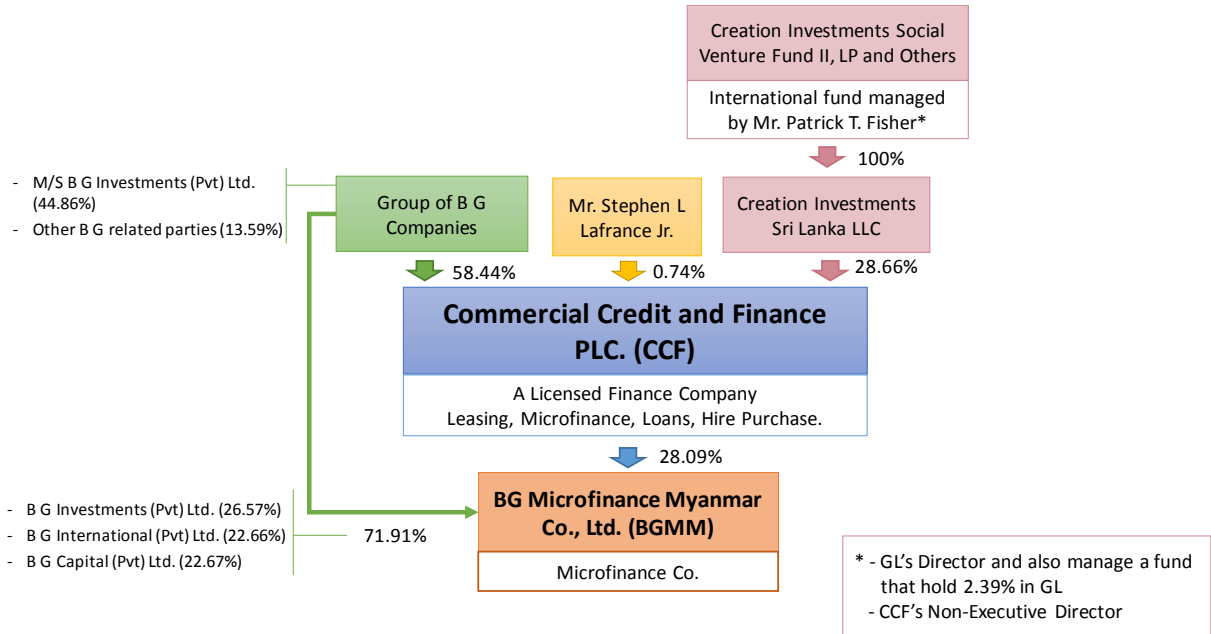 Creation Investments Social
Venture Fund II, LP and Others
International fund managed
by Mr. Patrick T. Fisher*
100%
- M/S B G Investments (Pvt) Ltd.
(44.86%)
- Other B G related parties (13.59%)
Group of B G
Companies
Mr. Stephen L
Lafrance Jr.
Creation Investments
Sri Lanka LLC
58.44%
0.74%
28.66%
Commercial Credit and Finance
PLC. (CCF)
A Licensed Finance Company
Leasing, Microfinance, Loans, Hire Purchase.
28.09%
- B G Investments (Pvt) Ltd. (26.57%)
- B G International (Pvt) Ltd. (22.66%)
- B G Capital (Pvt) Ltd. (22.67%)
71.91%
BG Microfinance Myanmar
Co., Ltd. (BGMM)
Microfinance Co.
* - GL's Director and also manage a fund
that hold 2.39% in GL
- CCF's Non-Executive Director